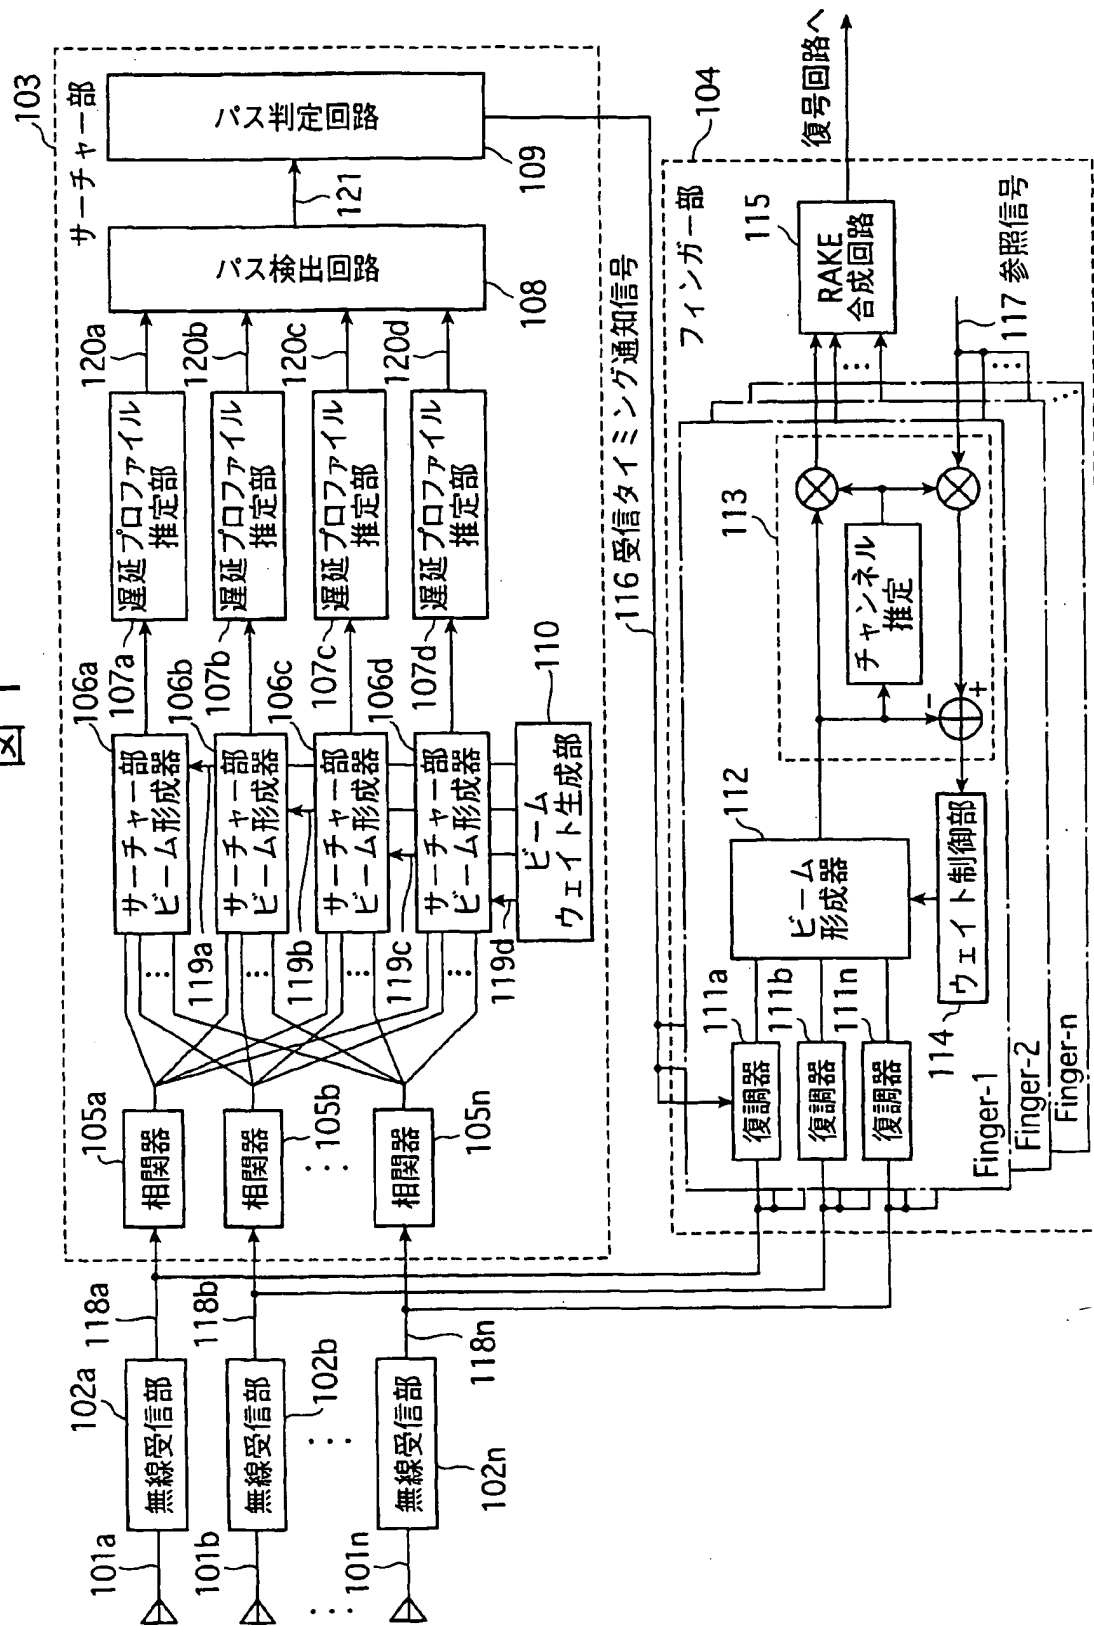 図 1
103
サーチャー部
101a
102a
無線受信部
118a
105a
相関器
106a
サーチャー部
ビーム形成器
119a
107a
遅延プロファイル
推定部
120a
パス検出回路
108
121
パス判定回路
109
101b
無線受信部
102b
118b
相関器
105b
106b
サーチャー部
ビーム形成器
119b
107b
遅延プロファイル
推定部
120b
106c
サーチャー部
ビーム形成器
119c
107c
遅延プロファイル
推定部
120c
101n
無線受信部
102n
118n
相関器
105n
106d
サーチャー部
ビーム形成器
119d
107d
遅延プロファイル
推定部
120d
ビーム
ウェイト生成部
110
116 受信タイミング通知信号
104
フィンガー部
復調器
111a
復調器
111b
復調器
111n
ビーム
形成器
112
113
チャンネル
推定
−
+
ウェイト制御部
114
RAKE
合成回路
115
復号回路へ
117 参照信号
Finger-1
Finger-2
Finger-n